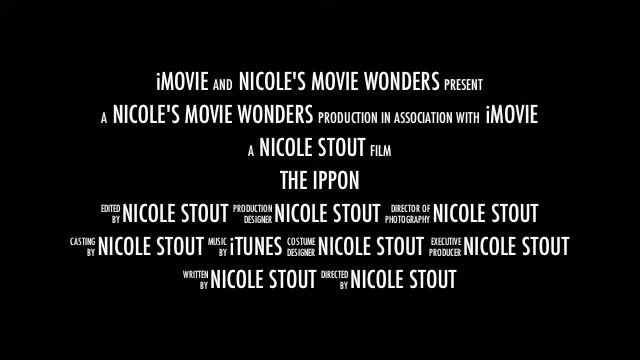 iMOVIE AND NICOLE'S MOVIE WONDERS PRESENT
A NICOLE'S MOVIE WONDERS PRODUCTION IN ASSOCIATION WITH iMOVIE
A NICOLE STOUT FILM
THE IPPON
EDITED BY NICOLE STOUT PRODUCTION DESIGNER NICOLE STOUT DIRECTOR OF PHOTOGRAPHY NICOLE STOUT
CASTING BY NICOLE STOUT MUSIC BY iTUNES COSTUME DESIGNER NICOLE STOUT EXECUTIVE PRODUCER NICOLE STOUT
WRITTEN BY NICOLE STOUT DIRECTED BY NICOLE STOUT